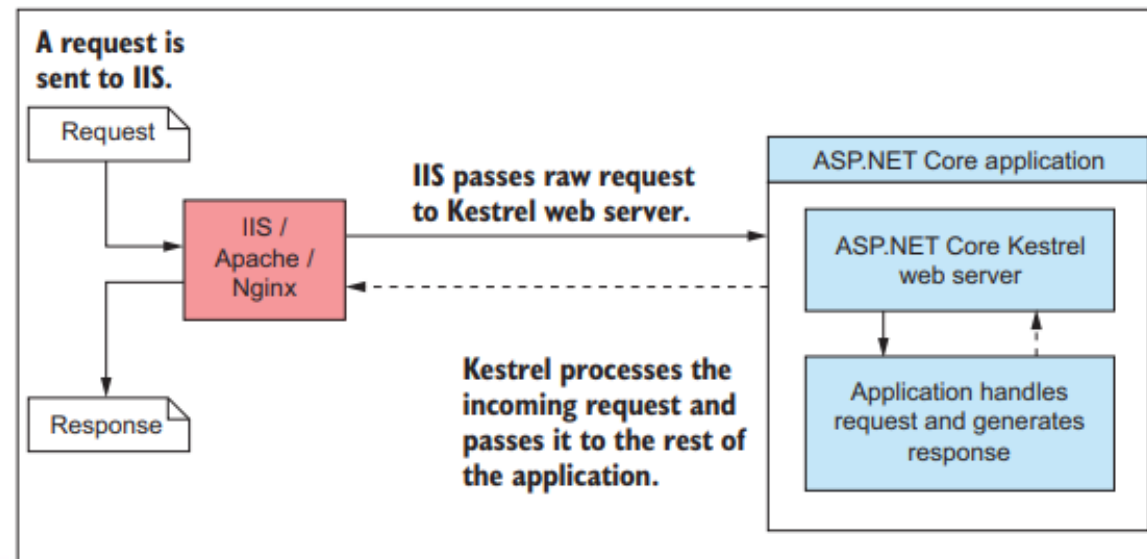 A request is
sent to IIS.
Request
IIS passes raw request
to Kestrel web server.
ASP.NET Core application
IIS /
Apache /
Nginx
ASP.NET Core Kestrel
web server
Kestrel processes the
incoming request and
passes it to the rest of
the application.
Application handles
request and generates
response
Response